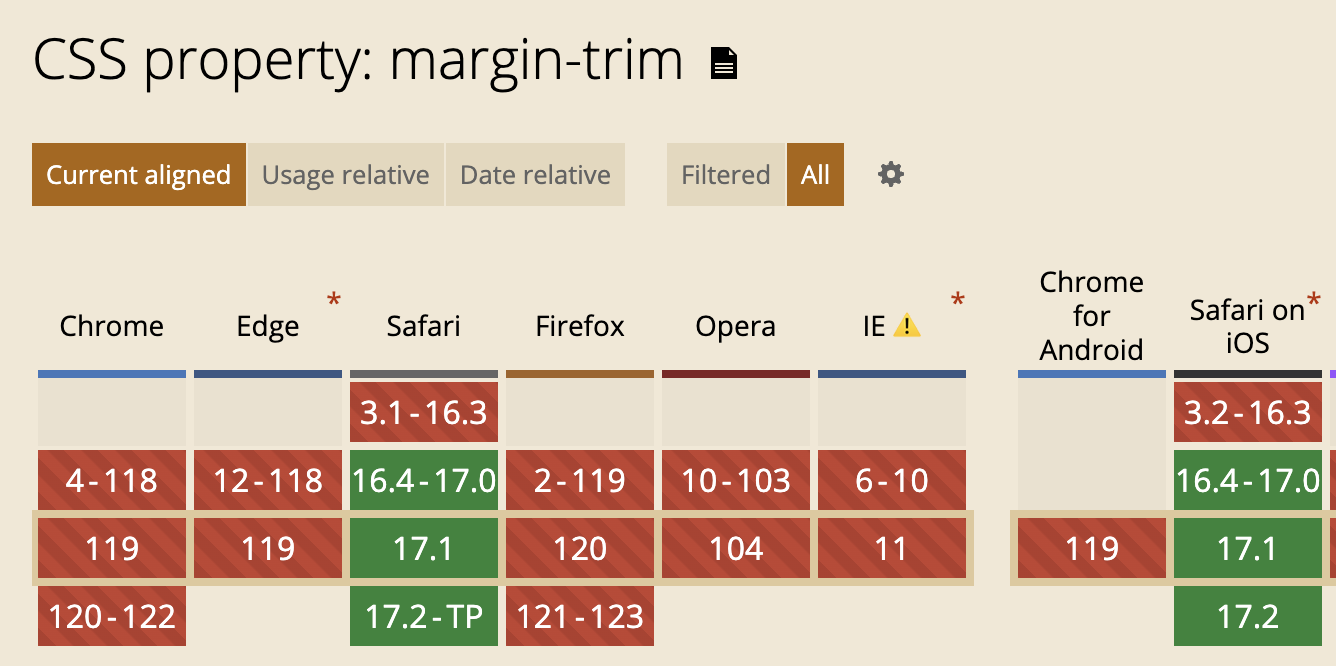 CSS property: margin-trim
Current aligned Usage relative Date relative Filtered All
Chrome Edge * Safari Firefox Opera IE * Chrome for Android Safari on iOS *
3.1-16.3 3.2-16.3
4-118 12-118 16.4-17.0 2-119 10-103 6-10 16.4-17.0
119 119 17.1 120 104 11 119 17.1
120-122 17.2-TP 121-123 17.2